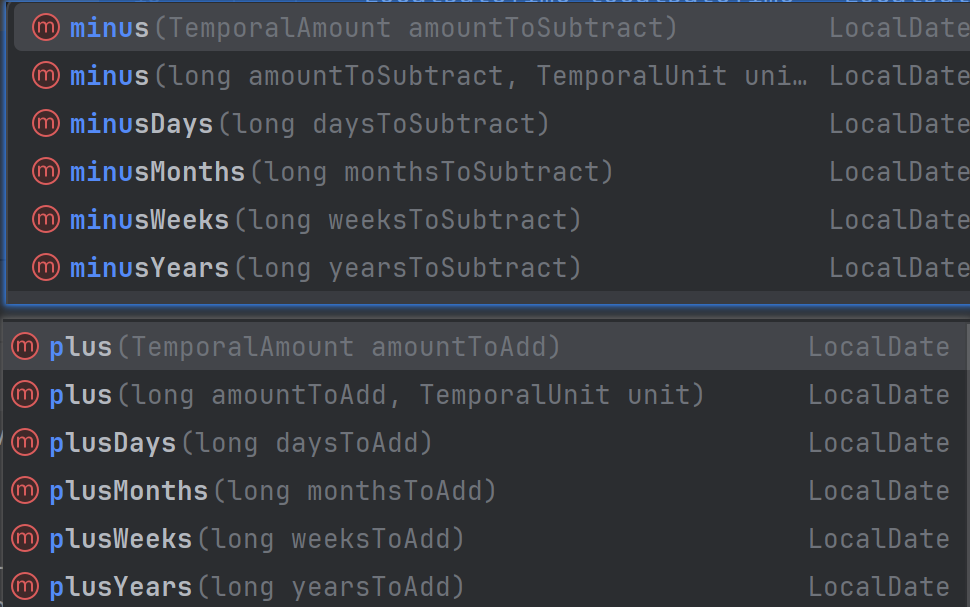 minus(TemporalAmount amountToSubtract) LocalDate
minus(long amountToSubtract, TemporalUnit uni… LocalDate
minusDays(long daysToSubtract) LocalDate
minusMonths(long monthsToSubtract) LocalDate
minusWeeks(long weeksToSubtract) LocalDate
minusYears(long yearsToSubtract) LocalDate
plus(TemporalAmount amountToAdd) LocalDate
plus(long amountToAdd, TemporalUnit unit) LocalDate
plusDays(long daysToAdd) LocalDate
plusMonths(long monthsToAdd) LocalDate
plusWeeks(long weeksToAdd) LocalDate
plusYears(long yearsToAdd) LocalDate